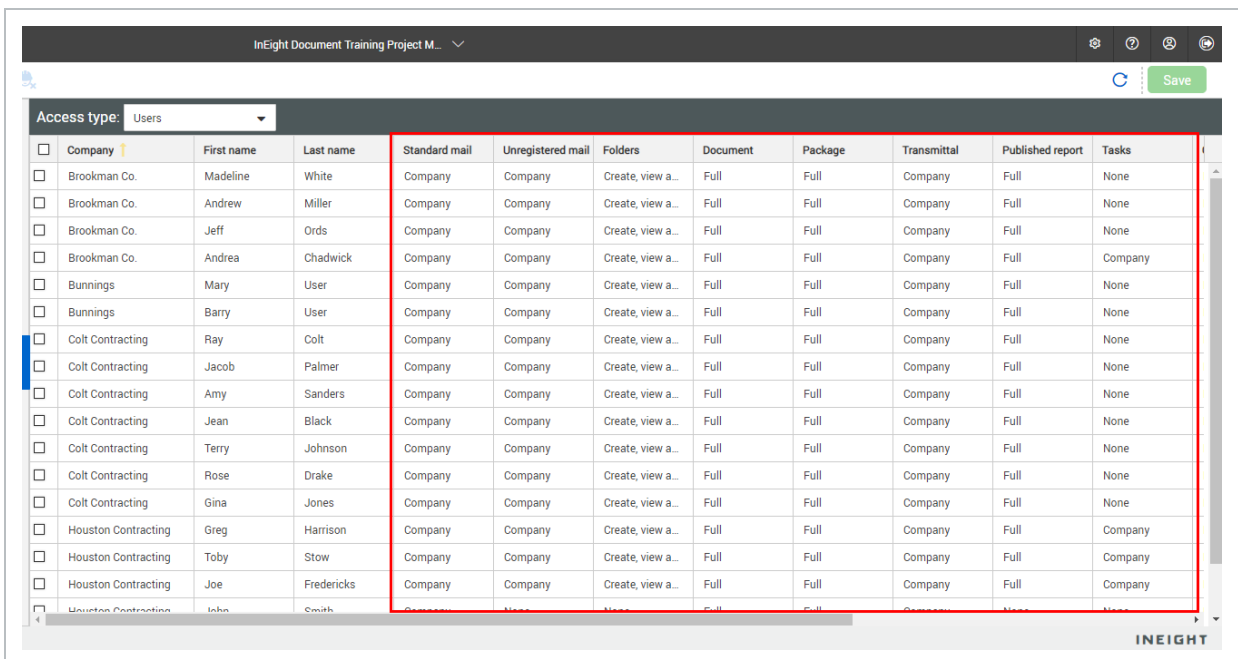 InEight Document Training Project M...
Save
Access type: Users
Company First name Last name Standard mail Unregistered mail Folders Document Package Transmittal Published report Tasks
Brookman Co. Madeline White Company Company Create, view a... Full Full Company Full None
Brookman Co. Andrew Miller Company Company Create, view a... Full Full Company Full None
Brookman Co. Jeff Ords Company Company Create, view a... Full Full Company Full None
Brookman Co. Andrea Chadwick Company Company Create, view a... Full Full Company Full Company
Bunnings Mary User Company Company Create, view a... Full Full Company Full None
Bunnings Barry User Company Company Create, view a... Full Full Company Full None
Colt Contracting Ray Colt Company Company Create, view a... Full Full Company Full None
Colt Contracting Jacob Palmer Company Company Create, view a... Full Full Company Full None
Colt Contracting Amy Sanders Company Company Create, view a... Full Full Company Full None
Colt Contracting Jean Black Company Company Create, view a... Full Full Company Full None
Colt Contracting Terry Johnson Company Company Create, view a... Full Full Company Full None
Colt Contracting Rose Drake Company Company Create, view a... Full Full Company Full None
Colt Contracting Gina Jones Company Company Create, view a... Full Full Company Full None
Houston Contracting Greg Harrison Company Company Create, view a... Full Full Company Full Company
Houston Contracting Toby Stow Company Company Create, view a... Full Full Company Full Company
Houston Contracting Joe Fredericks Company Company Create, view a... Full Full Company Full Company
Houston Contracting John Smith Company None None Full Full Company None None
INEIGHT